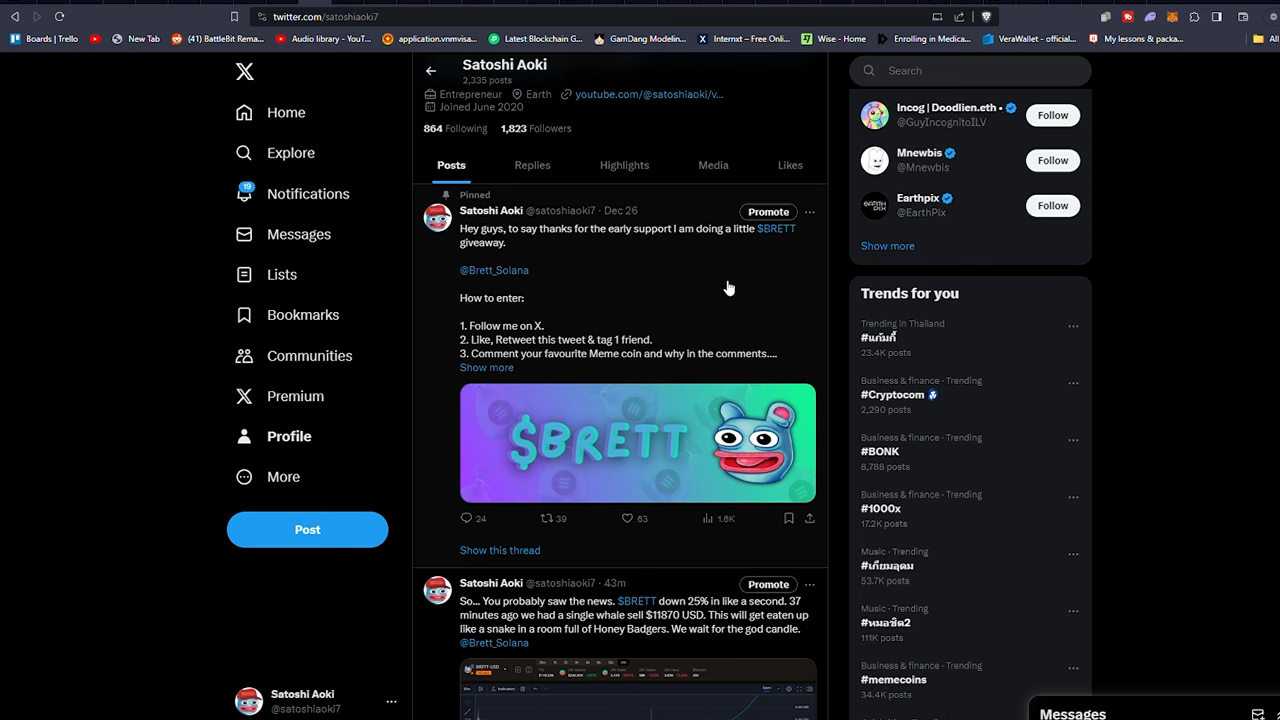 twitter.com/satoshiaoki7
Boards | Trello
New Tab
(41) BattleBit Rema...
Audio library - YouT...
application.vnmvisa...
Latest Blockchain G...
GamDang Modelin...
Internxt – Free Onli...
Wise - Home
Enrolling in Medica...
VeraWallet - official...
My lessons & packa...
All
Home
Explore
19
Notifications
Messages
Lists
Bookmarks
Communities
Premium
Profile
More
Post
Satoshi Aoki
@satoshiaoki7
Satoshi Aoki
2,335 posts
Entrepreneur
Earth
youtube.com/@satoshiaoki/v...
Joined June 2020
864 Following
1,823 Followers
Posts
Replies
Highlights
Media
Likes
Pinned
Satoshi Aoki @satoshiaoki7 · Dec 26
Promote
Hey guys, to say thanks for the early support I am doing a little $BRETT
giveaway.
@Brett_Solana
How to enter:
1. Follow me on X.
2. Like, Retweet this tweet & tag 1 friend.
3. Comment your favourite Meme coin and why in the comments....
Show more
$BRETT
24
39
63
1.6K
Show this thread
Satoshi Aoki @satoshiaoki7 · 43m
Promote
So... You probably saw the news. $BRETT down 25% in like a second. 37
minutes ago we had a single whale sell $11870 USD. This will get eaten up
like a snake in a room full of Honey Badgers. We wait for the god candle.
@Brett_Solana
BRETT-USD
Indicators
Search
Incog | Doodlien.eth •
@GuyIncognitoILV
Follow
Mnewbis
@Mnewbis
Follow
Earthpix
@EarthPix
Follow
Show more
Trends for you
Trending in Thailand
#แก้มกี้
23.4K posts
Business & finance · Trending
#Cryptocom
2,290 posts
Business & finance · Trending
#BONK
8,788 posts
Business & finance · Trending
#1000x
17.2K posts
Music · Trending
#เกียมอุดม
53.7K posts
Music · Trending
#หมอชิต2
111K posts
Business & finance · Trending
#memecoins
34.4K posts
Messages